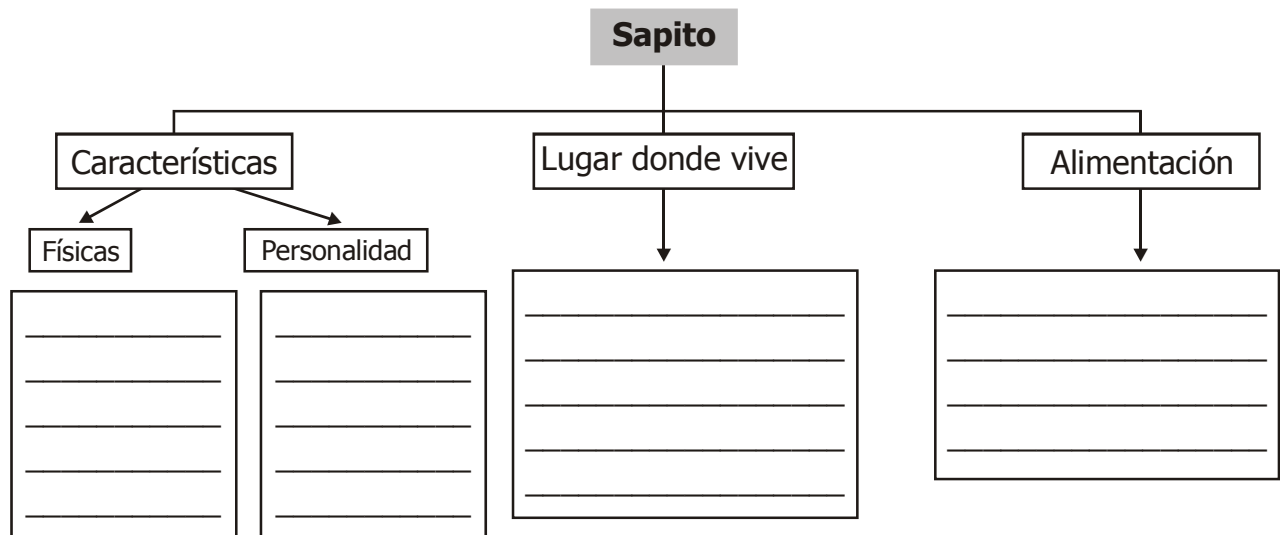 Sapito
Características
Lugar donde vive
Alimentación
Físicas
Personalidad